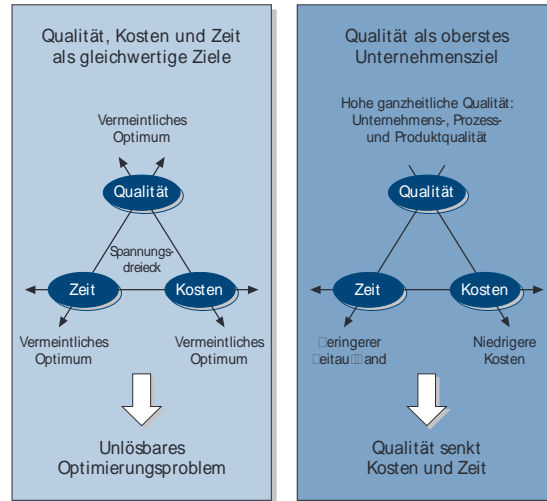 Qualität, Kosten und Zeit
als gleichwertige Ziele
Vermeintliches
Optimum
Qualität
Spannungs-
dreieck
Zeit
Kosten
Vermeintliches
Optimum
Vermeintliches
Optimum
Unlösbares
Optimierungsproblem
Qualität als oberstes
Unternehmensziel
Hohe ganzheitliche Qualität:
Unternehmens-, Prozess-
und Produktqualität
Qualität
Zeit
Kosten
Niedrigere
Kosten
Qualität senkt
Kosten und Zeit